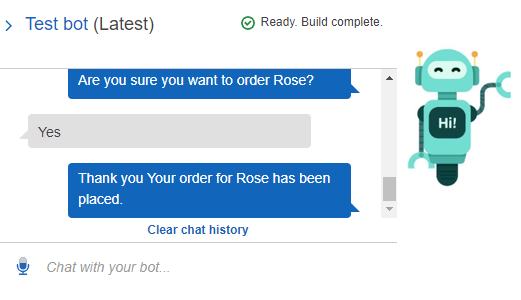 Test bot (Latest)
Ready. Build complete.
Are you sure you want to order Rose?
Yes
Thank you Your order for Rose has been
placed.
Clear chat history
Chat with your bot...
Hi!